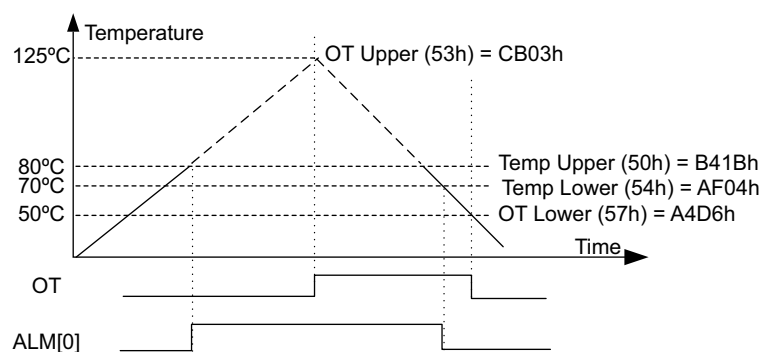 Temperature
125ºC
OT Upper (53h) = CB03h
80ºC
Temp Upper (50h) = B41Bh
70ºC
Temp Lower (54h) = AF04h
50ºC
OT Lower (57h) = A4D6h
Time
OT
ALM[0]